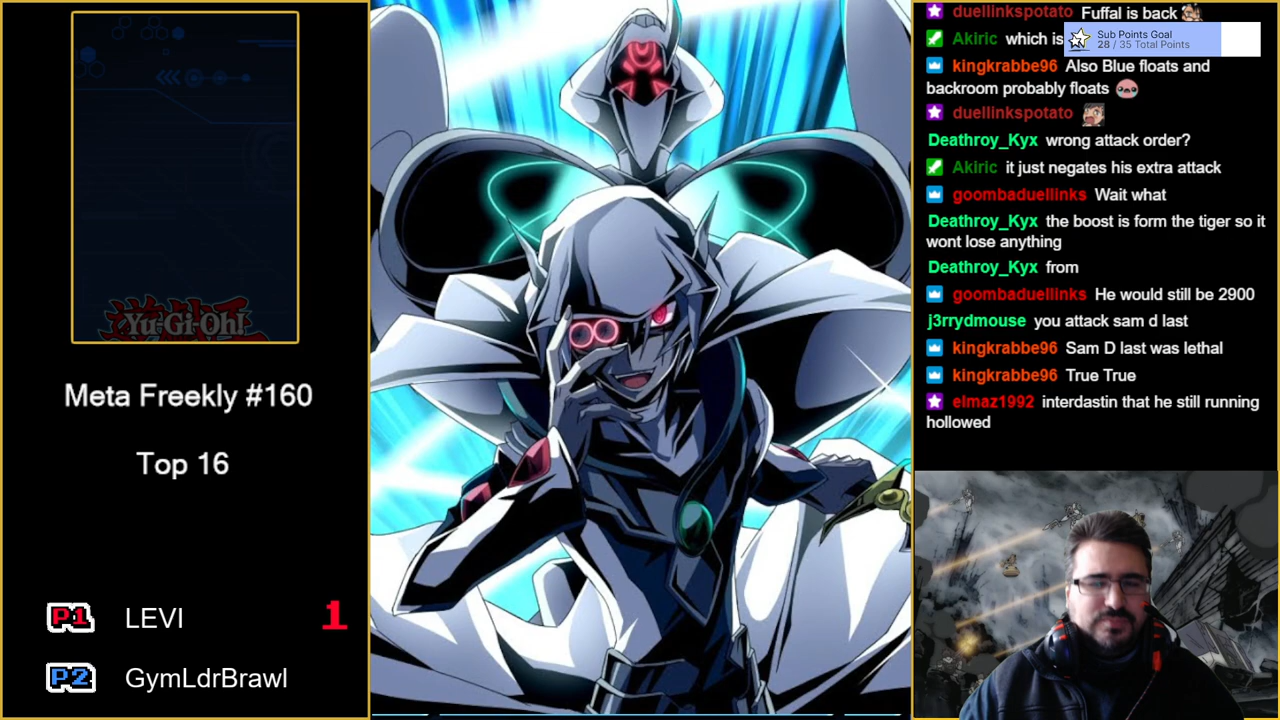 Yu-Gi-Oh!
Meta Freekly #160
Top 16
P1 LEVI 1
P2 GymLdrBrawl
duellinkspotato Fuffal is back
Akiric which is
Sub Points Goal
28 / 35 Total Points
kingkrabbe96 Also Blue floats and
backroom probably floats
duellinkspotato
Deathroy_Kyx wrong attack order?
Akiric it just negates his extra attack
goombaduellinks Wait what
Deathroy_Kyx the boost is form the tiger so it
wont lose anything
Deathroy_Kyx from
goombaduellinks He would still be 2900
j3rrydmouse you attack sam d last
kingkrabbe96 Sam D last was lethal
kingkrabbe96 True True
elmaz1992 interdastin that he still running
hollowed